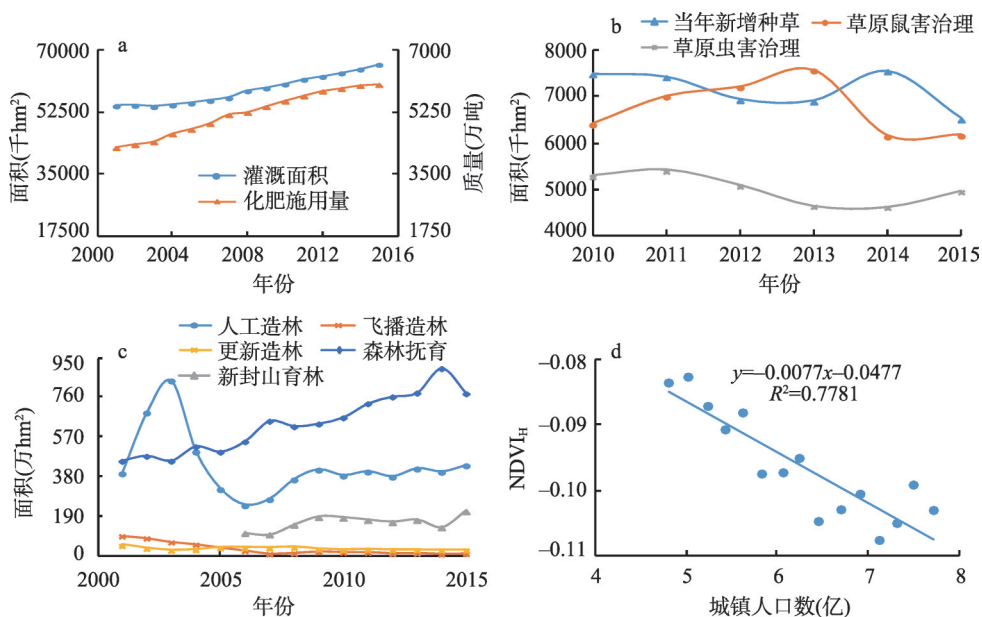 a
70000
52500
35000
17500
面积(千hm²)
7000
5250
3500
1750
质量(万吨)
灌溉面积
化肥施用量
2000 2004 2008 2012 2016
年份
b
当年新增种草 草原鼠害治理
草原虫害治理
8000
7000
6000
5000
4000
面积(千hm²)
2010 2011 2012 2013 2014 2015
年份
c
人工造林 飞播造林
更新造林 森林抚育
新封山育林
950
760
570
380
190
0
面积(万hm²)
2000 2005 2010 2015
年份
d
y=–0.0077x–0.0477
R²=0.7781
–0.08
–0.09
–0.10
–0.11
NDVI_H
4 5 6 7 8
城镇人口数(亿)